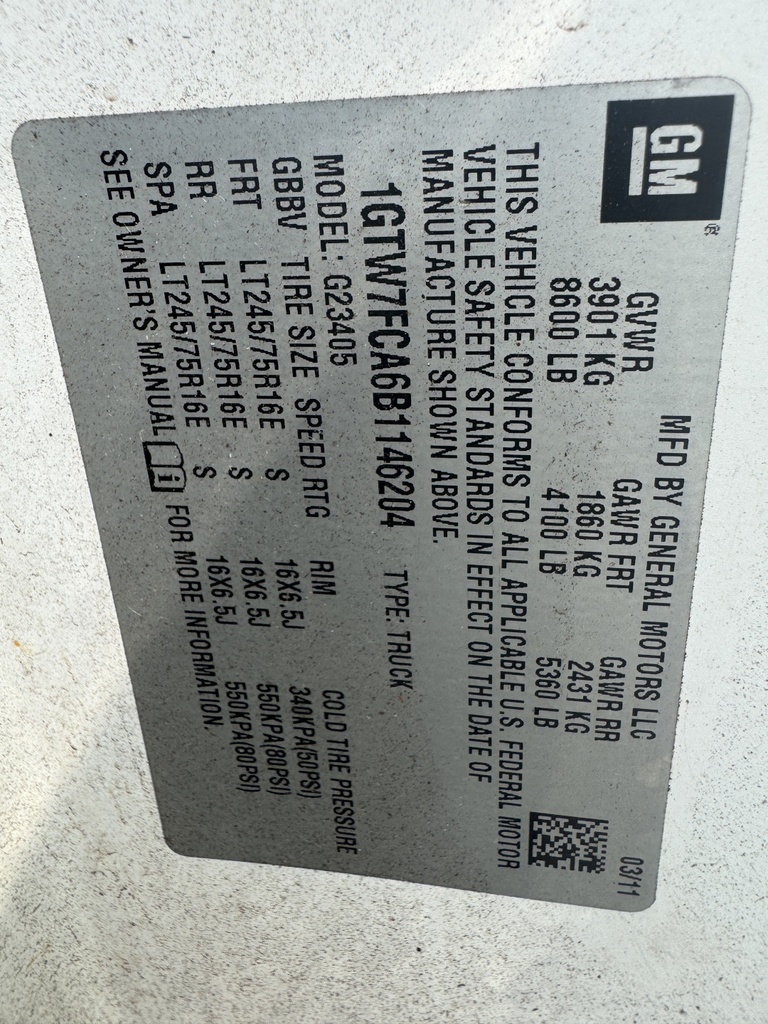 GM
MFD BY GENERAL MOTORS LLC 03/11
GVWR GAWR FRT GAWR RR
3901 KG 1860 KG 2431 KG
8600 LB 4100 LB 5360 LB
THIS VEHICLE CONFORMS TO ALL APPLICABLE U.S. FEDERAL MOTOR
VEHICLE SAFETY STANDARDS IN EFFECT ON THE DATE OF
MANUFACTURE SHOWN ABOVE.
1GTW7FCA6B1146204 TYPE: TRUCK
MODEL: G23405
GBBV TIRE SIZE SPEED RTG RIM COLD TIRE PRESSURE
FRT LT245/75R16E S 16X6.5J 340KPA(50PSI)
RR LT245/75R16E S 16X6.5J 550KPA(80PSI)
SPA LT245/75R16E S 16X6.5J 550KPA(80PSI)
SEE OWNER'S MANUAL FOR MORE INFORMATION.